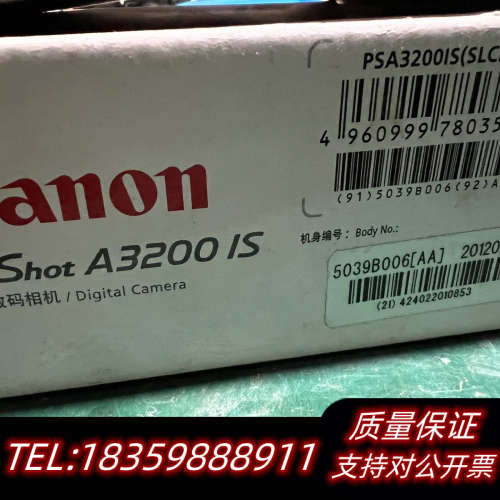 PSA3200IS(SLC
4 960999 78035
(91)5039B006(92)A
anon
Shot A3200 IS
数码相机 / Digital Camera
机身编号： Body No.:
5039B006[AA] 20120
(21) 424022010853
质量保证
TEL:18359888911
支持对公开票